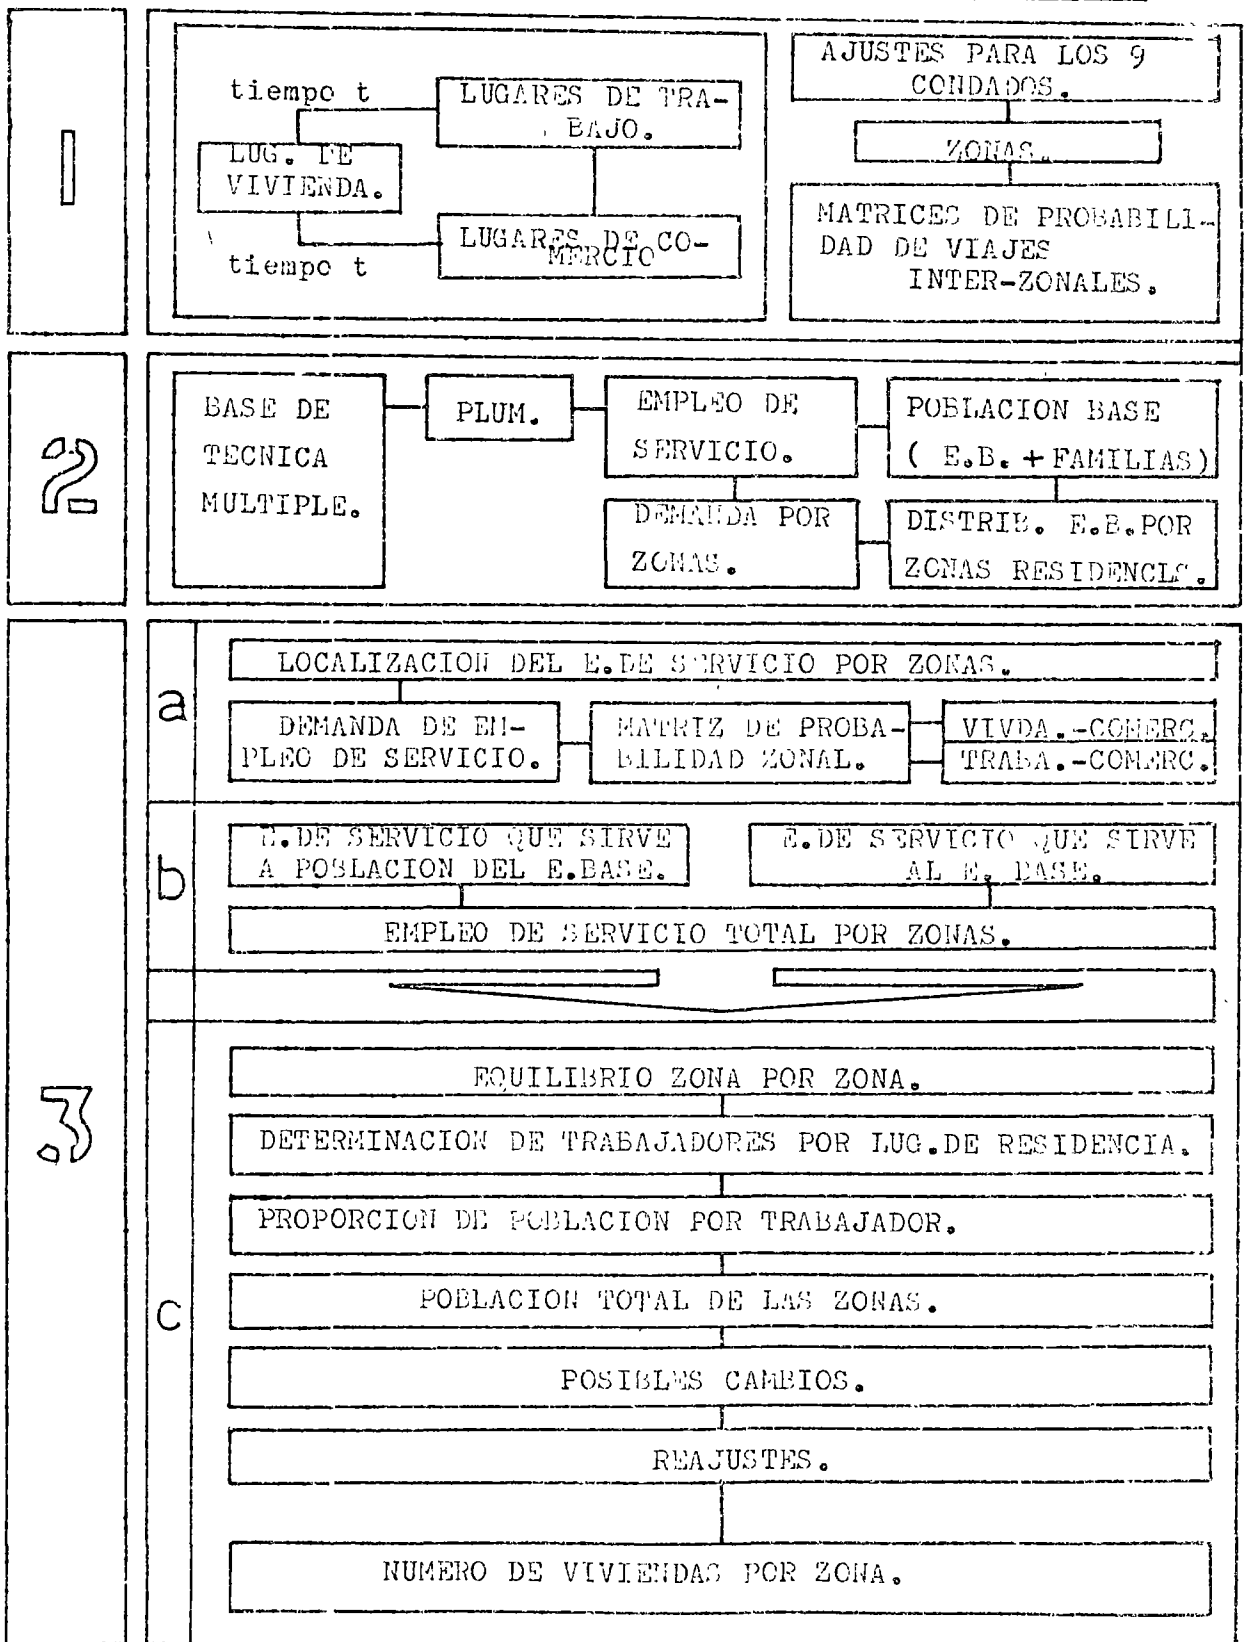 1
tiempo t
LUGARES DE TRA-
BAJO.
LUG. DE
VIVIENDA.
LUGARES DE CO-
MERCIO
tiempo t
AJUSTES PARA LOS 9
CONDADOS.
ZONAS.
MATRICES DE PROBABILI-
DAD DE VIAJES
INTER-ZONALES.
2
BASE DE
TECNICA
MULTIPLE.
PLUM.
EMPLEO DE
SERVICIO.
POBLACION BASE
( E.B. + FAMILIAS)
DEMANDA POR
ZONAS.
DISTRIB. E.B. POR
ZONAS RESIDENCLS.
3
a
LOCALIZACION DEL E.DE SERVICIO POR ZONAS.
DEMANDA DE EM-
PLEO DE SERVICIO.
MATRIZ DE PROBA-
BILIDAD ZONAL.
VIVDA.-COMERC.
TRABA.-COMERC.
b
E.DE SERVICIO QUE SIRVE
A POBLACION DEL E.BASE.
E.DE SERVICIO QUE SIRVE
AL E. BASE.
EMPLEO DE SERVICIO TOTAL POR ZONAS.
c
EQUILIBRIO ZONA POR ZONA.
DETERMINACION DE TRABAJADORES POR LUG.DE RESIDENCIA.
PROPORCION DE POBLACION POR TRABAJADOR.
POBLACION TOTAL DE LAS ZONAS.
POSIBLES CAMBIOS.
REAJUSTES.
NUMERO DE VIVIENDAS POR ZONA.